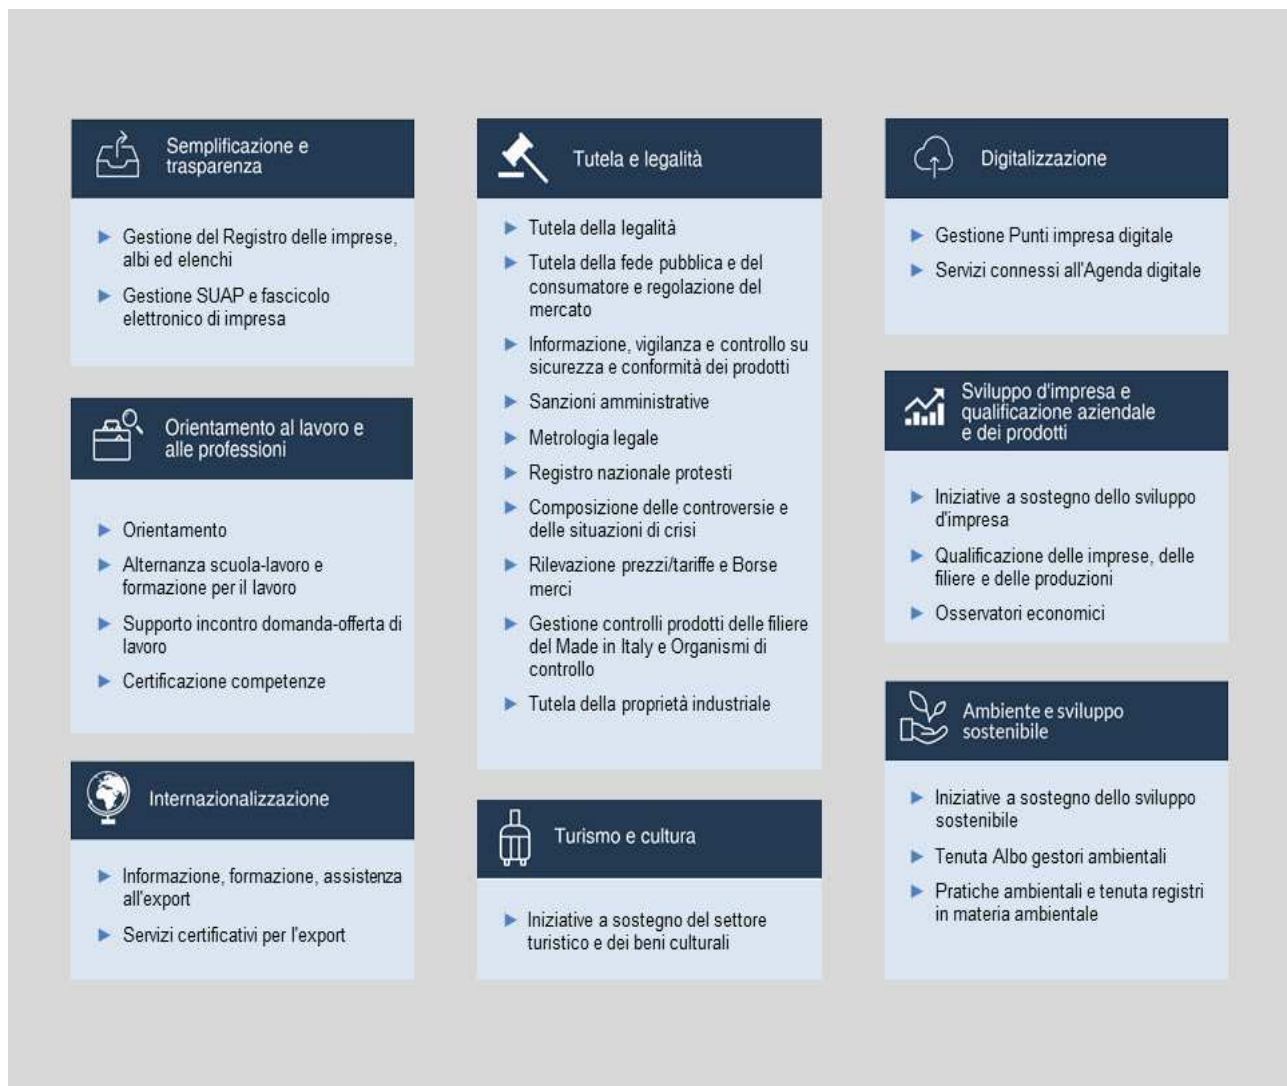 Semplificazione e
trasparenza
Gestione del Registro delle imprese,
albi ed elenchi
Gestione SUAP e fascicolo
elettronico di impresa
Orientamento al lavoro e
alle professioni
Orientamento
Alternanza scuola-lavoro e
formazione per il lavoro
Supporto incontro domanda-offerta di
lavoro
Certificazione competenze
Internazionalizzazione
Informazione, formazione, assistenza
all'export
Servizi certificativi per l'export
Tutela e legalità
Tutela della legalità
Tutela della fede pubblica e del
consumatore e regolazione del
mercato
Informazione, vigilanza e controllo su
sicurezza e conformità dei prodotti
Sanzioni amministrative
Metrologia legale
Registro nazionale protesti
Composizione delle controversie e
delle situazioni di crisi
Rilevazione prezzi/tariffe e Borse
merci
Gestione controlli prodotti delle filiere
del Made in Italy e Organismi di
controllo
Tutela della proprietà industriale
Turismo e cultura
Iniziative a sostegno del settore
turistico e dei beni culturali
Digitalizzazione
Gestione Punti impresa digitale
Servizi connessi all'Agenda digitale
Sviluppo d'impresa e
qualificazione aziendale
e dei prodotti
Iniziative a sostegno dello sviluppo
d'impresa
Qualificazione delle imprese, delle
filiere e delle produzioni
Osservatori economici
Ambiente e sviluppo
sostenibile
Iniziative a sostegno dello sviluppo
sostenibile
Tenuta Albo gestori ambientali
Pratiche ambientali e tenuta registri
in materia ambientale